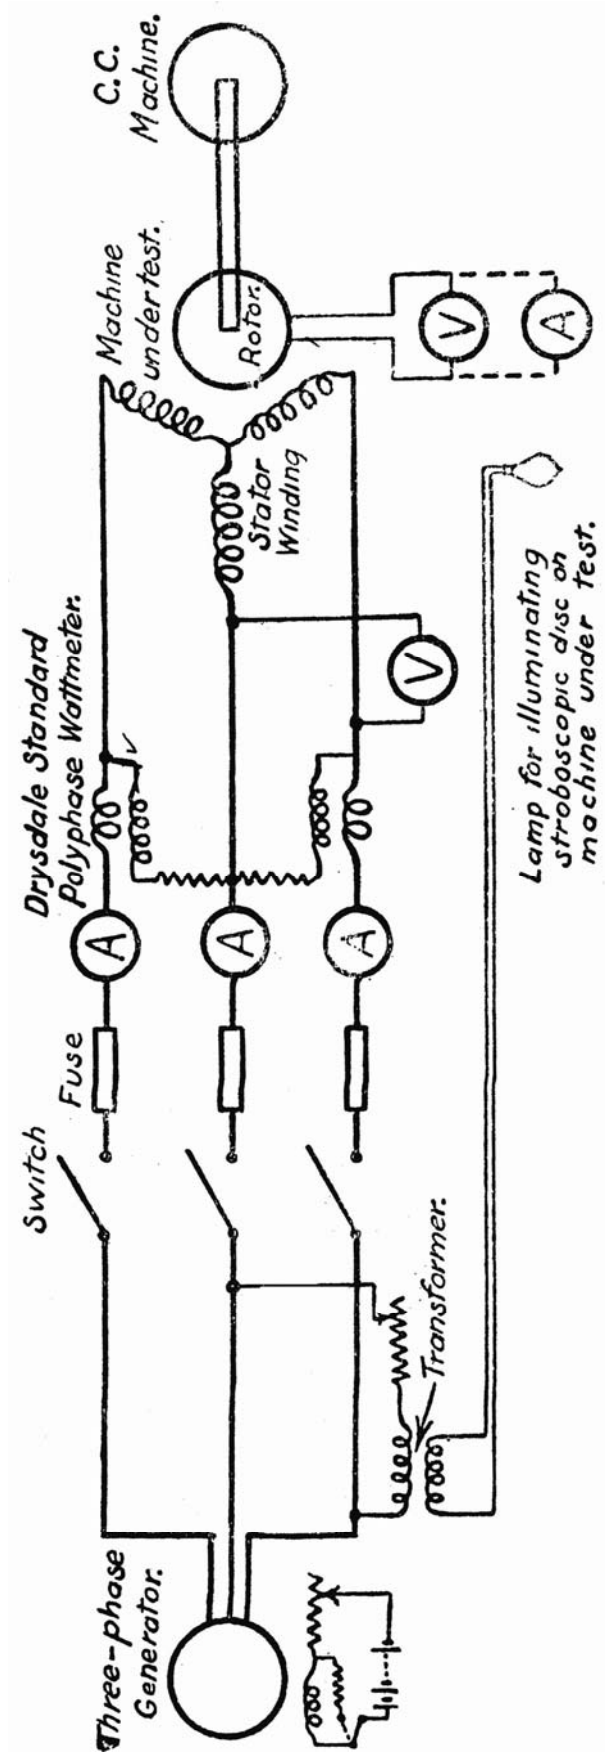 Three-phase
Generator.
Switch
Fuse
Drysdale Standard
Polyphase Wattmeter.
A
A
A
V
Stator
Winding
Machine
under test.
Rotor.
C.C.
Machine.
V
A
Transformer.
Lamp for illuminating
stroboscopic disc on
machine under test.